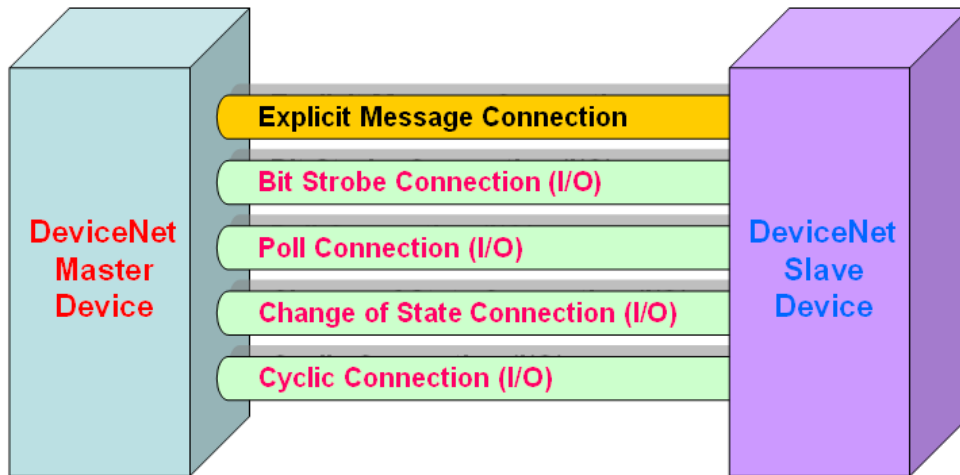 DeviceNet
Master
Device
Explicit Message Connection
Bit Strobe Connection (I/O)
Poll Connection (I/O)
Change of State Connection (I/O)
Cyclic Connection (I/O)
DeviceNet
Slave
Device